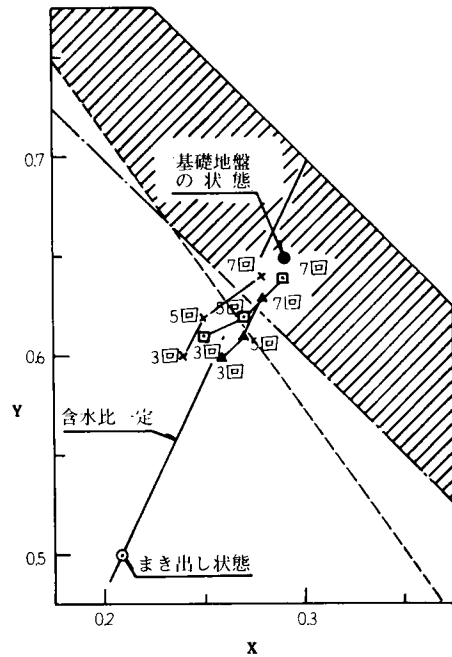 0.7
0.6
0.5
Y
基礎地盤
の状態
7回
7回
7回
5回
5回
5回
3回
3回
3回
含水比一定
まき出し状態
0.2
0.3
X